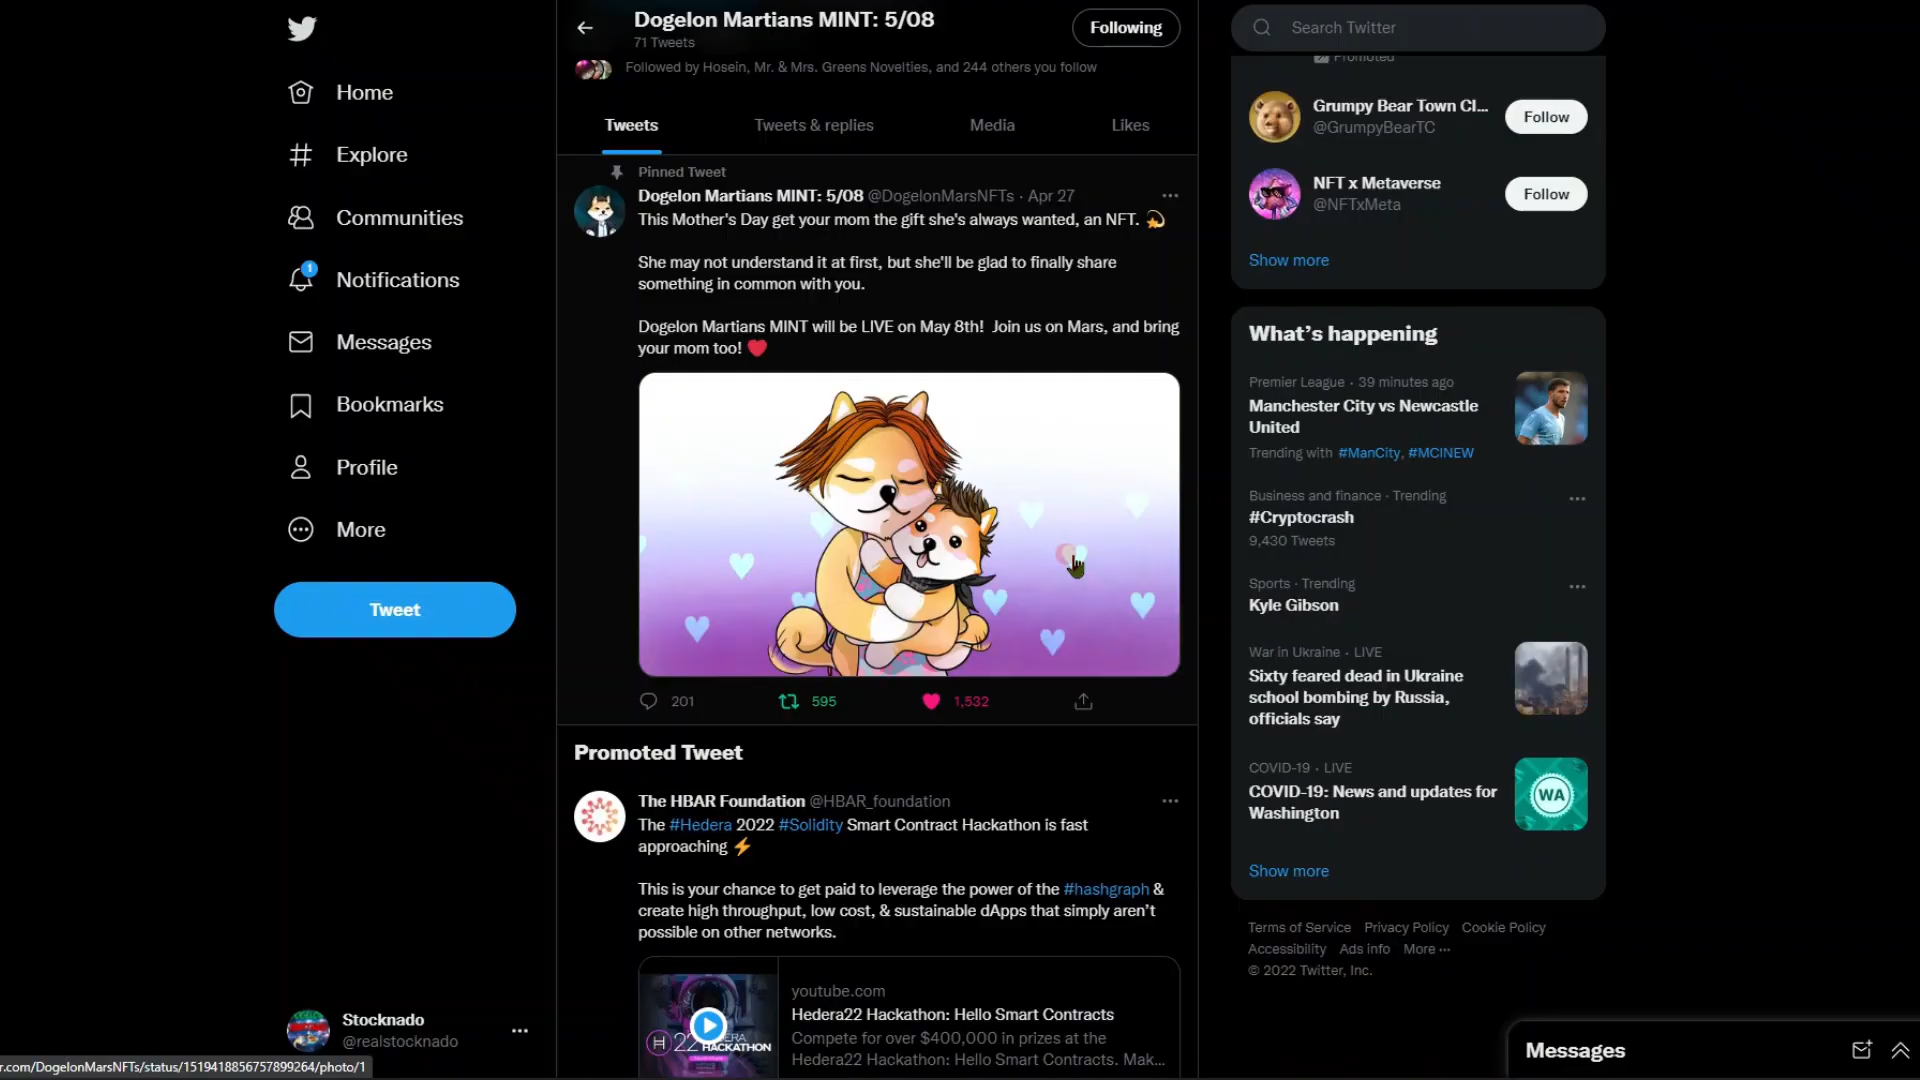 Home
Explore
Communities
1
Notifications
Messages
Bookmarks
Profile
More
Tweet
Stocknado
@realstocknado
r.com/DogelonMarsNFTs/status/1519418856757899264/photo/1
Dogelon Martians MINT: 5/08
71 Tweets
Following
Followed by Hosein, Mr. & Mrs. Greens Novelties, and 244 others you follow
Tweets
Tweets & replies
Media
Likes
Pinned Tweet
Dogelon Martians MINT: 5/08 @DogelonMarsNFTs · Apr 27
This Mother's Day get your mom the gift she's always wanted, an NFT. 💫
She may not understand it at first, but she'll be glad to finally share
something in common with you.
Dogelon Martians MINT will be LIVE on May 8th! Join us on Mars, and bring
your mom too! ❤️
201
595
1,532
Promoted Tweet
The HBAR Foundation @HBAR_foundation
The #Hedera 2022 #Solidity Smart Contract Hackathon is fast
approaching ⚡
This is your chance to get paid to leverage the power of the #hashgraph &
create high throughput, low cost, & sustainable dApps that simply aren't
possible on other networks.
H 22
HACKATHON
youtube.com
Hedera22 Hackathon: Hello Smart Contracts
Compete for over $400,000 in prizes at the
Hedera22 Hackathon: Hello Smart Contracts. Mak...
Search Twitter
Promoted
Grumpy Bear Town Cl...
@GrumpyBearTC
Follow
NFT x Metaverse
@NFTxMeta
Follow
Show more
What's happening
Premier League · 39 minutes ago
Manchester City vs Newcastle
United
Trending with #ManCity, #MCINEW
Business and finance · Trending
#Cryptocrash
9,430 Tweets
Sports · Trending
Kyle Gibson
War in Ukraine · LIVE
Sixty feared dead in Ukraine
school bombing by Russia,
officials say
COVID-19 · LIVE
COVID-19: News and updates for
Washington
WA
Show more
Terms of Service Privacy Policy Cookie Policy
Accessibility Ads info More ···
© 2022 Twitter, Inc.
Messages